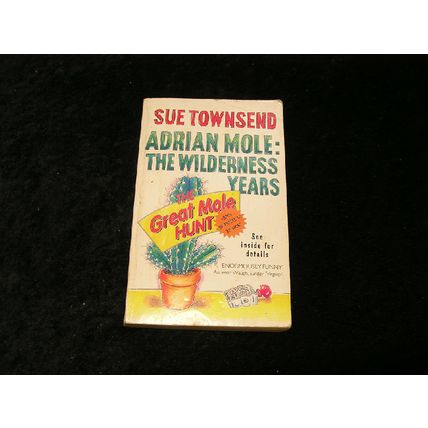 SUE TOWNSEND
ADRIAN MOLE:
THE WILDERNESS
YEARS
THE
Great Mole
HUNT
See
inside for
details
ENORMOUSLY FUNNY